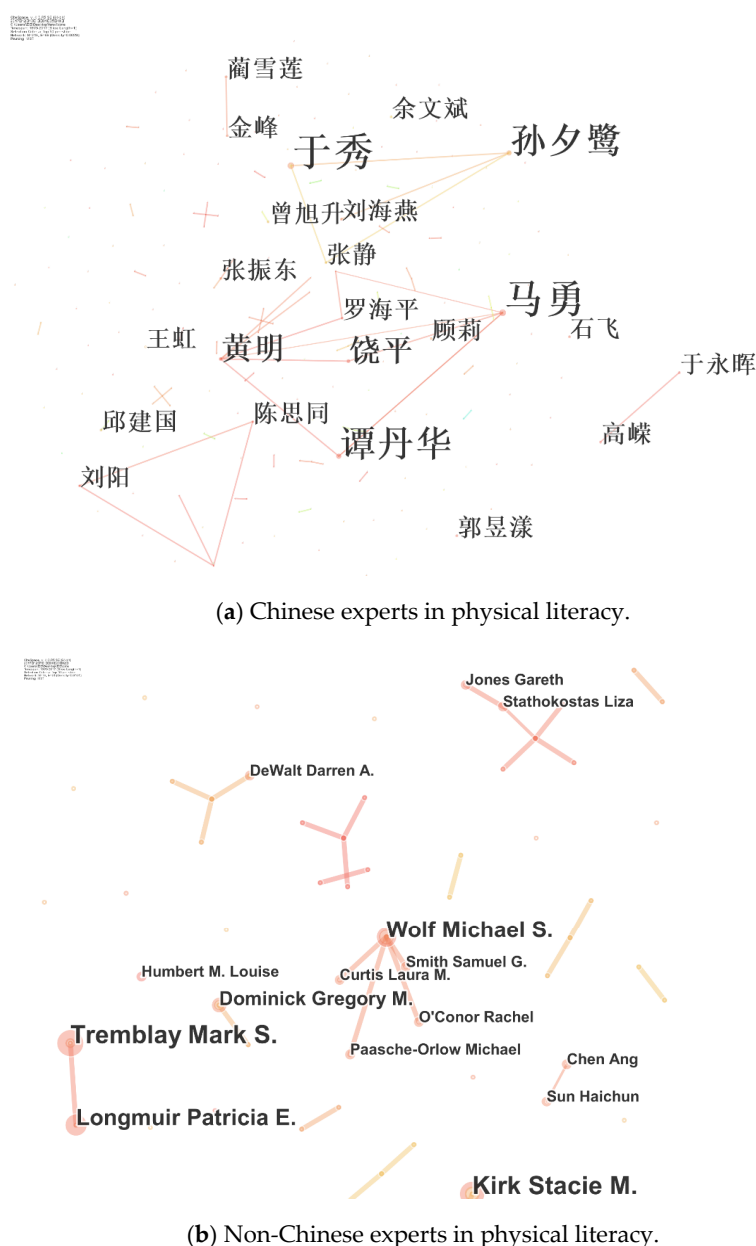 蔺雪莲
余文斌
金峰
于秀
孙夕鹭
曾旭升
刘海燕
张静
张振东
马勇
罗海平
顾莉
石飞
王虹
黄明
饶平
于永晖
陈思同
邱建国
谭丹华
高嵘
刘阳
郭昱漾
(a) Chinese experts in physical literacy.
Jones Gareth
Stathokostas Liza
DeWalt Darren A.
Wolf Michael S.
Smith Samuel G.
Humbert M. Louise
Curtis Laura M.
Dominick Gregory M.
O'Conor Rachel
Tremblay Mark S.
Paasche-Orlow Michael
Chen Ang
Sun Haichun
Longmuir Patricia E.
Kirk Stacie M.
(b) Non-Chinese experts in physical literacy.